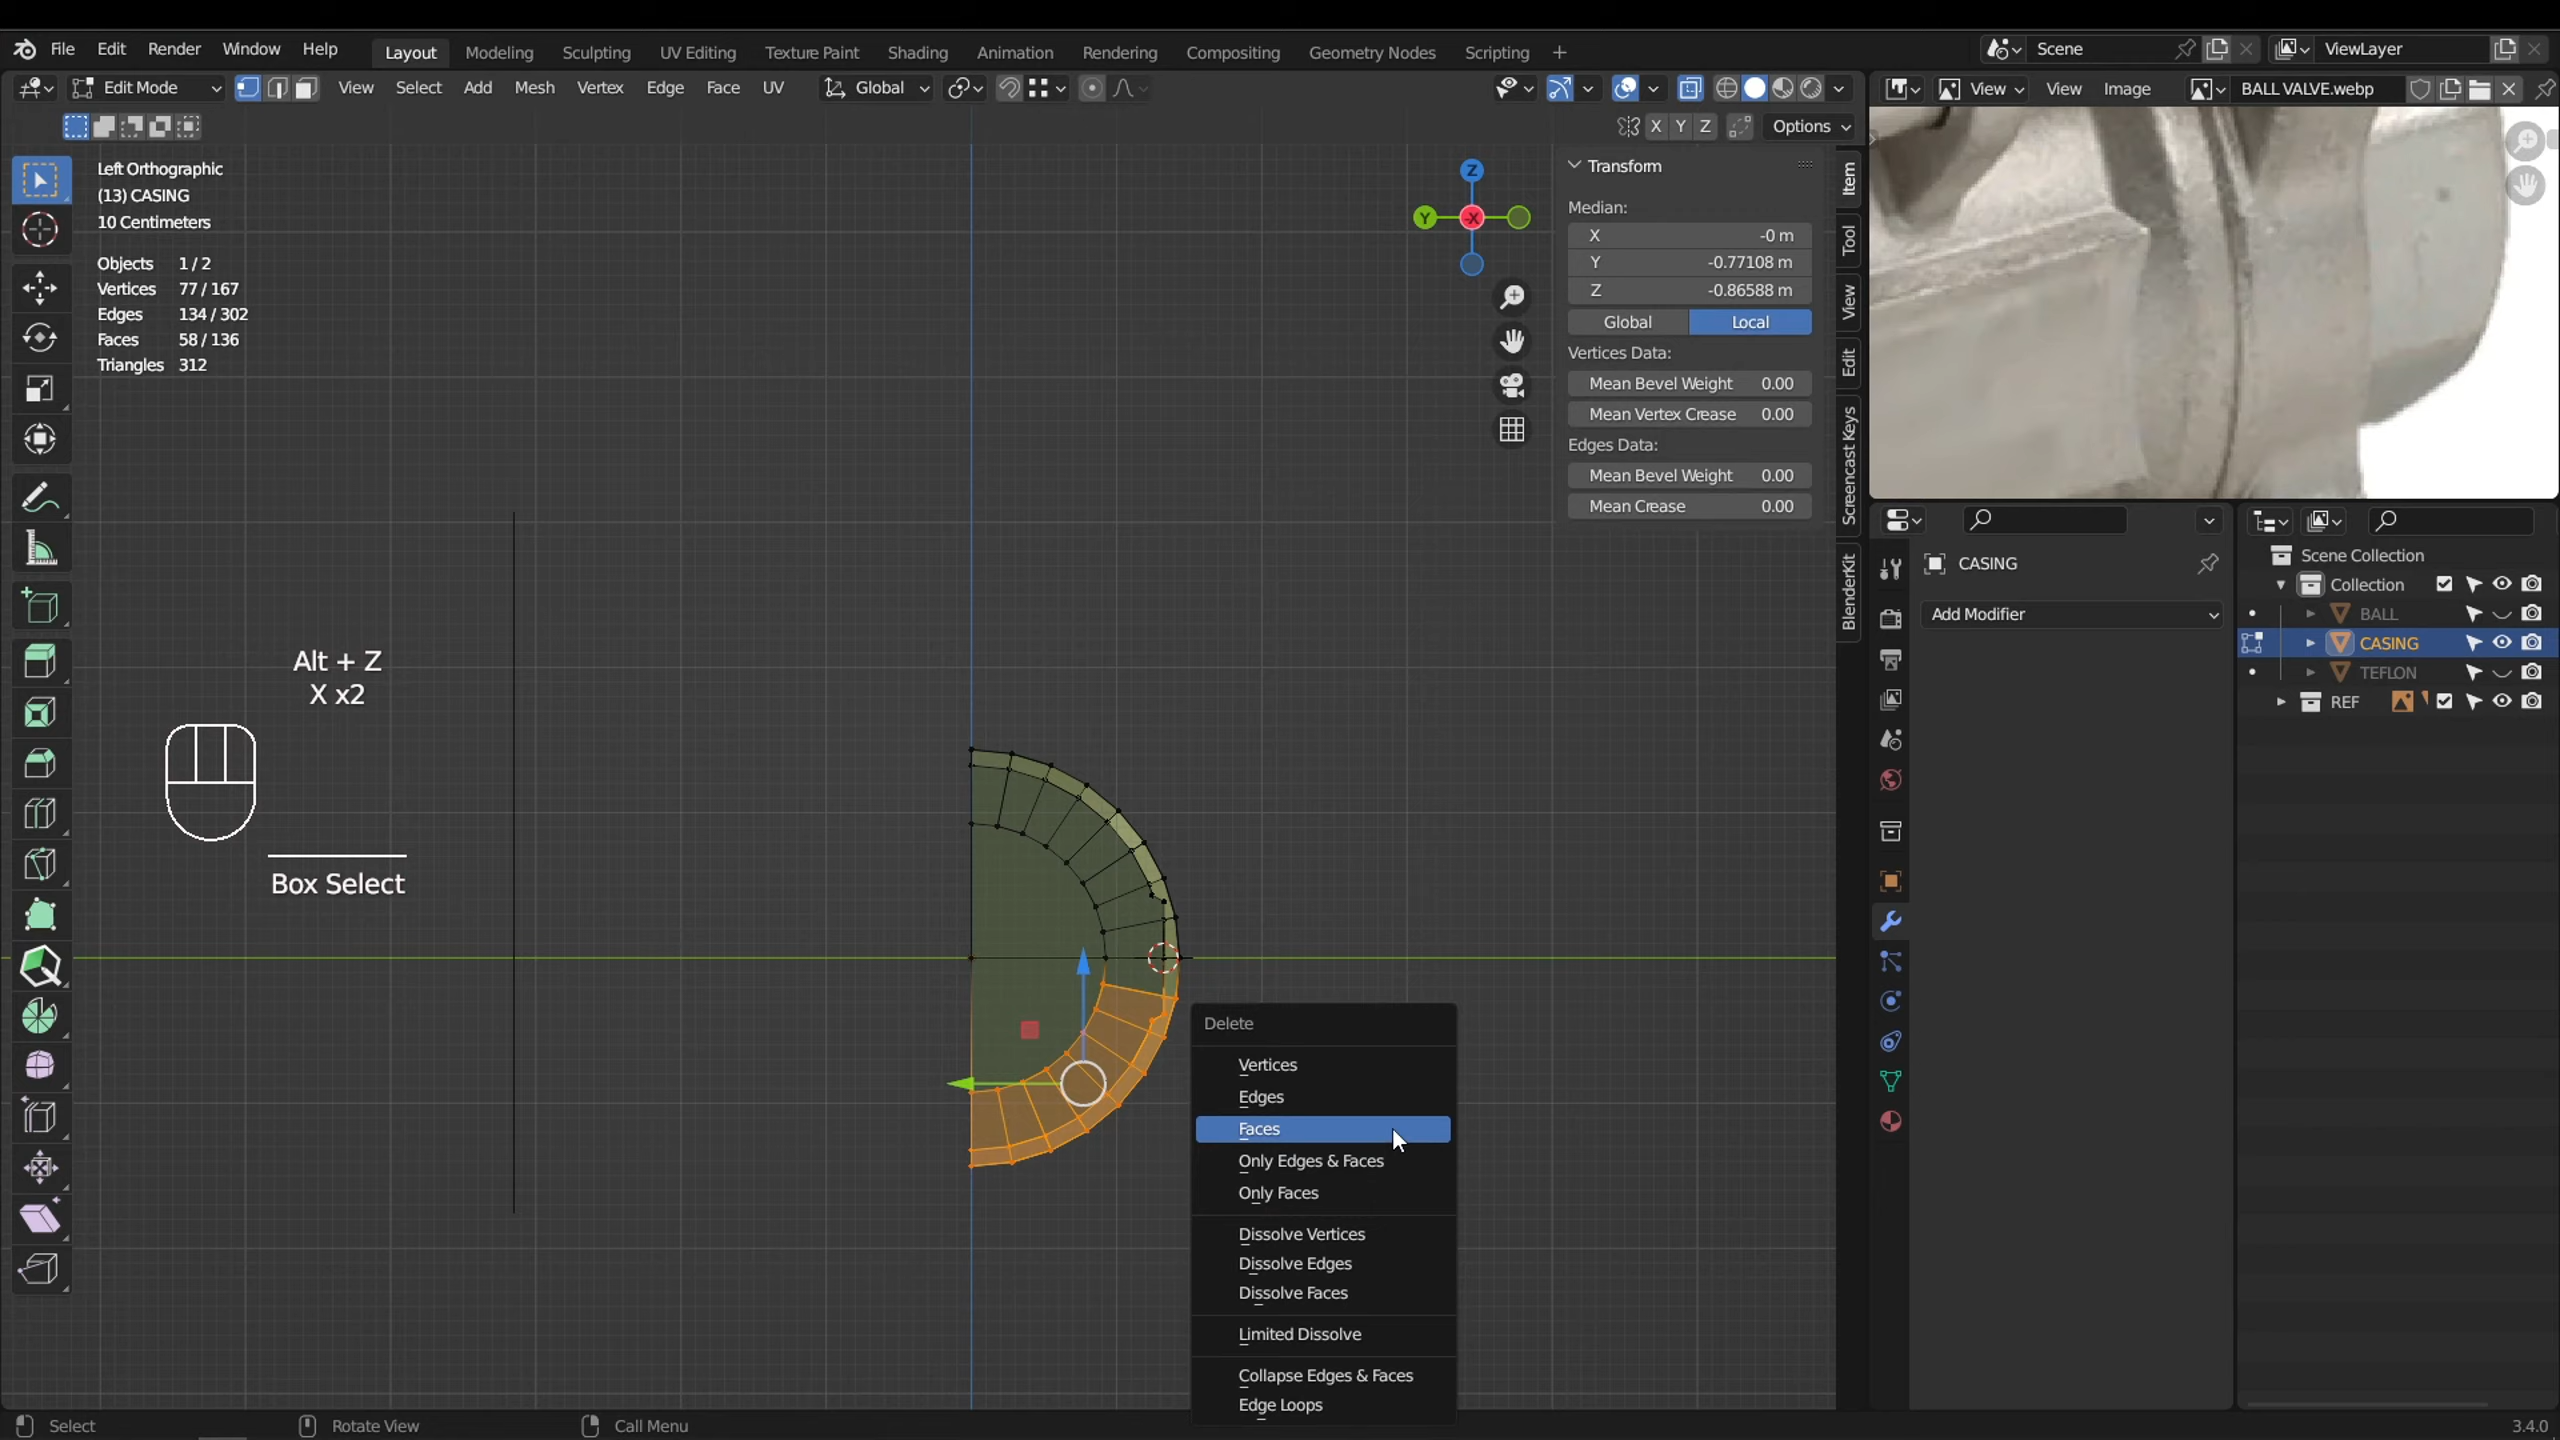 File Edit Render Window Help Layout Modeling Sculpting UV Editing Texture Paint Shading Animation Rendering Compositing Geometry Nodes Scripting + Scene ViewLayer
Edit Mode View Select Add Mesh Vertex Edge Face UV Global View View Image BALL VALVE.webp
X Y Z Options
Left Orthographic
(13) CASING
10 Centimeters
Objects 1 / 2
Vertices 77 / 167
Edges 134 / 302
Faces 58 / 136
Triangles 312
Z
Y
-X
Transform
Median:
X -0 m
Y -0.77108 m
Z -0.86588 m
Global Local
Vertices Data:
Mean Bevel Weight 0.00
Mean Vertex Crease 0.00
Edges Data:
Mean Bevel Weight 0.00
Mean Crease 0.00
Item
Tool
View
Edit
Screencast Keys
BlenderKit
CASING
Add Modifier
Scene Collection
Collection
BALL
CASING
TEFLON
REF
Alt + Z
X x2
Box Select
Delete
Vertices
Edges
Faces
Only Edges & Faces
Only Faces
Dissolve Vertices
Dissolve Edges
Dissolve Faces
Limited Dissolve
Collapse Edges & Faces
Edge Loops
Select Rotate View Call Menu 3.4.0